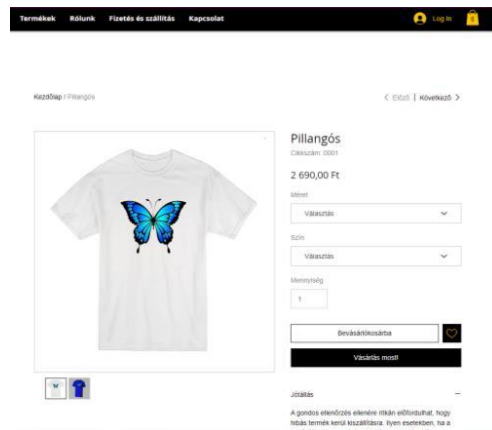 Termékek Rólunk Fizetés és szállítás Kapcsolat Log In 0
Kezdőlap / Pillangós < Előző | Következő >
Pillangós
Cikkszám: 0001
2 690,00 Ft
Méret
Választás
Szín
Választás
Mennyiség
1
Bevásárlókosárba
Vásárlás most!
Jótállás
A gondos ellenőrzés ellenére ritkán előfordulhat, hogy
hibás termék kerül kiszállításra. Ilyen esetekben, ha a